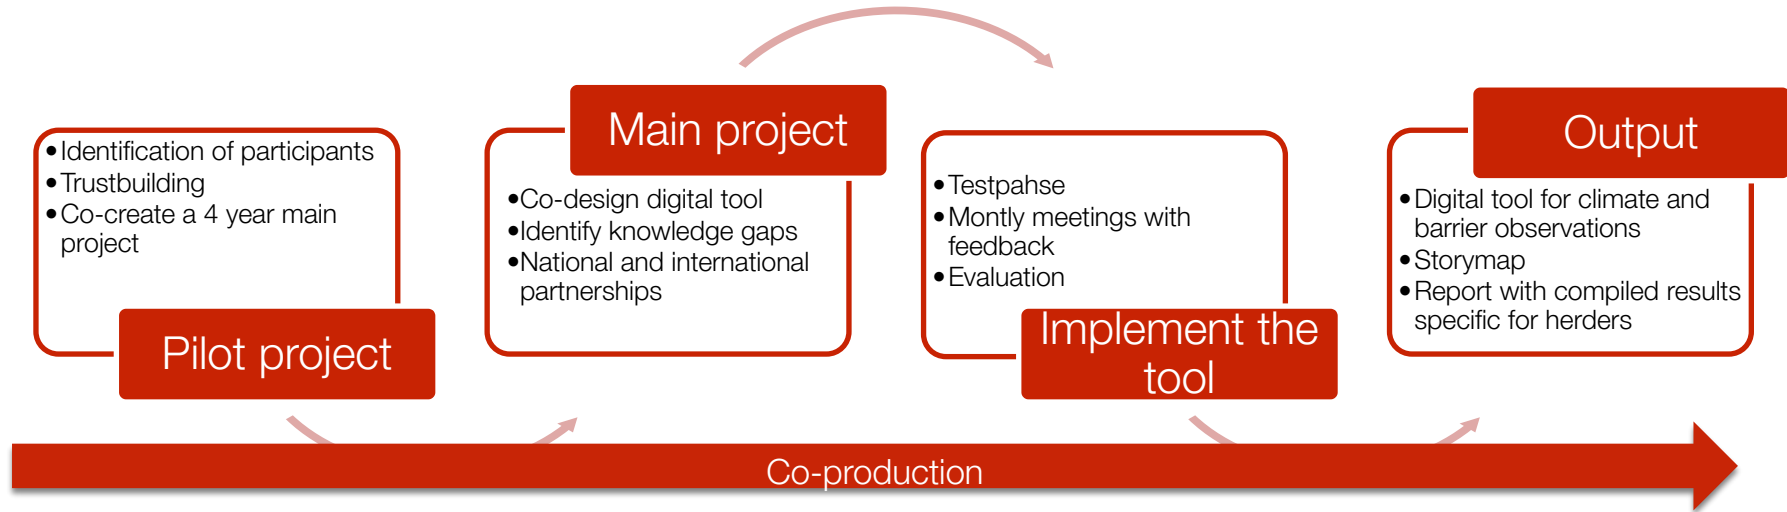 •Identification of participants
•Trustbuilding
•Co-create a 4 year main
project
Pilot project
Main project
•Co-design digital tool
•Identify knowledge gaps
•National and international
partnerships
•Testpahse
•Montly meetings with
feedback
•Evaluation
Implement the
tool
Output
•Digital tool for climate and
barrier observations
•Storymap
•Report with compiled results
specific for herders
Co-production